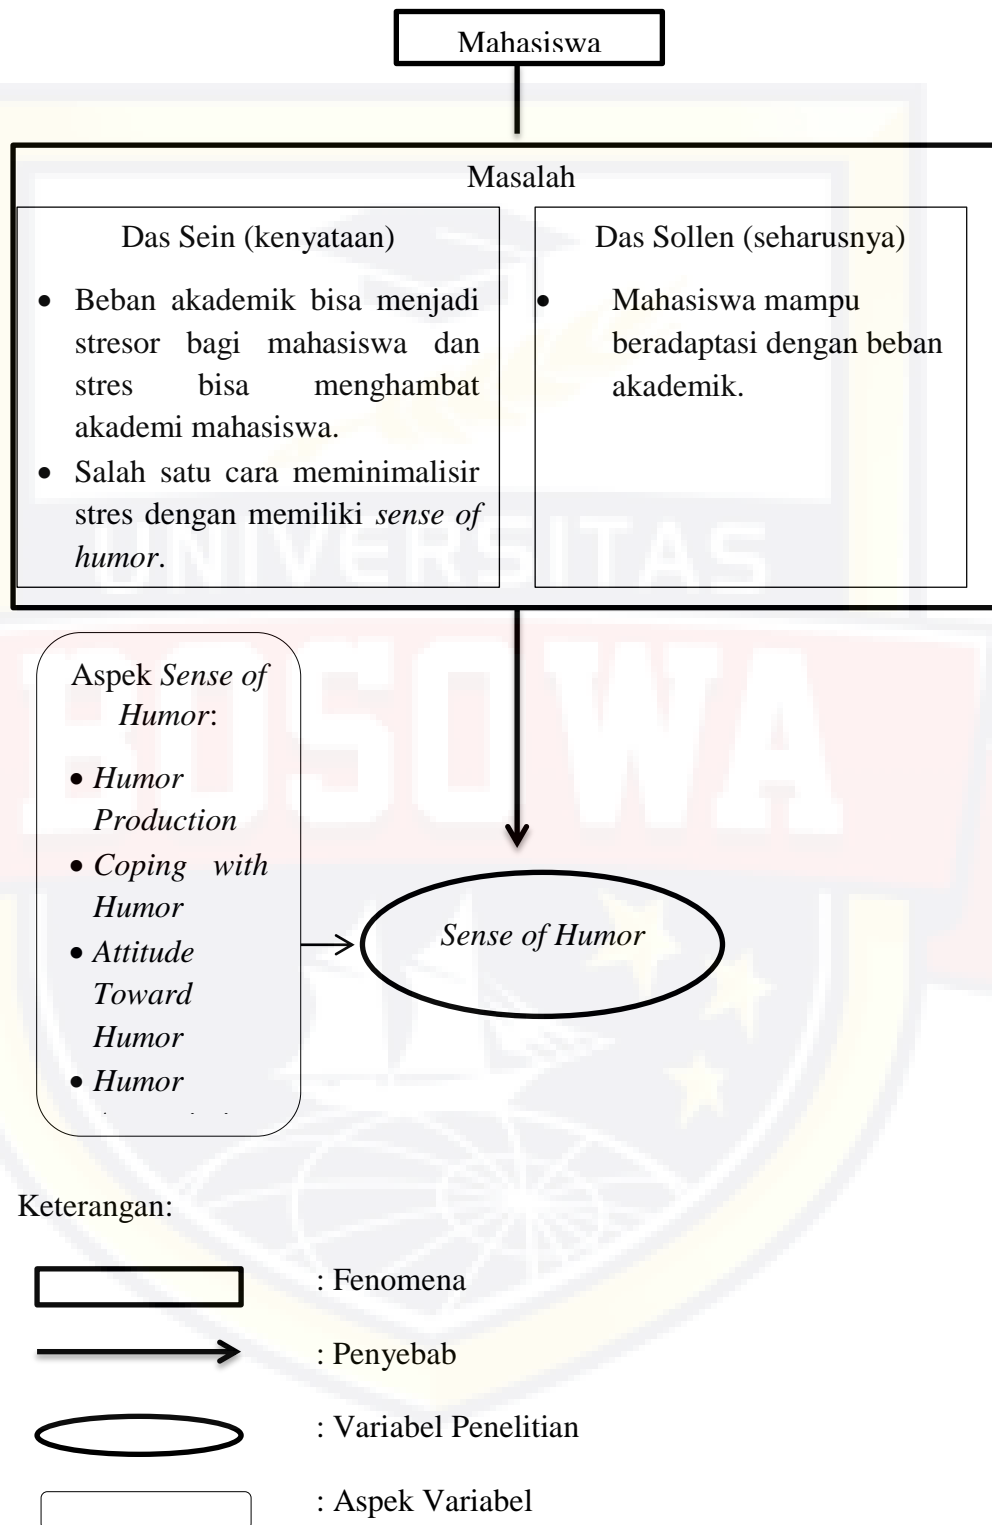 Mahasiswa
Masalah
Das Sein (kenyataan)
• Beban akademik bisa menjadi
stresor bagi mahasiswa dan
stres bisa menghambat
akademi mahasiswa.
• Salah satu cara meminimalisir
stres dengan memiliki sense of
humor.
Das Sollen (seharusnya)
• Mahasiswa mampu
beradaptasi dengan beban
akademik.
UNIVERSITAS
BOSOWA
Aspek Sense of
Humor:
• Humor
Production
• Coping with
Humor
• Attitude
Toward
Humor
• Humor
Sense of Humor
Keterangan:
: Fenomena
: Penyebab
: Variabel Penelitian
: Aspek Variabel